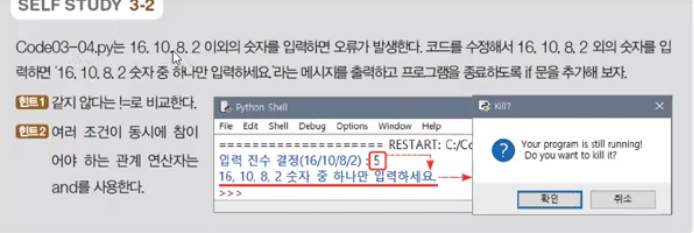 SELF STUDY 3-2
Code03-04.py는 16, 10, 8, 2 이외의 숫자를 입력하면 오류가 발생한다. 코드를 수정해서 16, 10, 8, 2 외의 숫자를 입
력하면 '16, 10, 8, 2 숫자 중 하나만 입력하세요.'라는 메시지를 출력하고 프로그램을 종료하도록 if 문을 추가해 보자.
힌트1 같지 않다는 !=로 비교한다.
힌트2 여러 조건이 동시에 참이
어야 하는 관계 연산자는
and를 사용한다.
Python Shell
File Edit Shell Debug Options Window Help
==================== RESTART: C:/Co
입력 진수 결정(16/10/8/2) : 5
16, 10, 8, 2 숫자 중 하나만 입력하세요.
>>>
Kill?
Your program is still running!
Do you want to kill it?
확인 취소